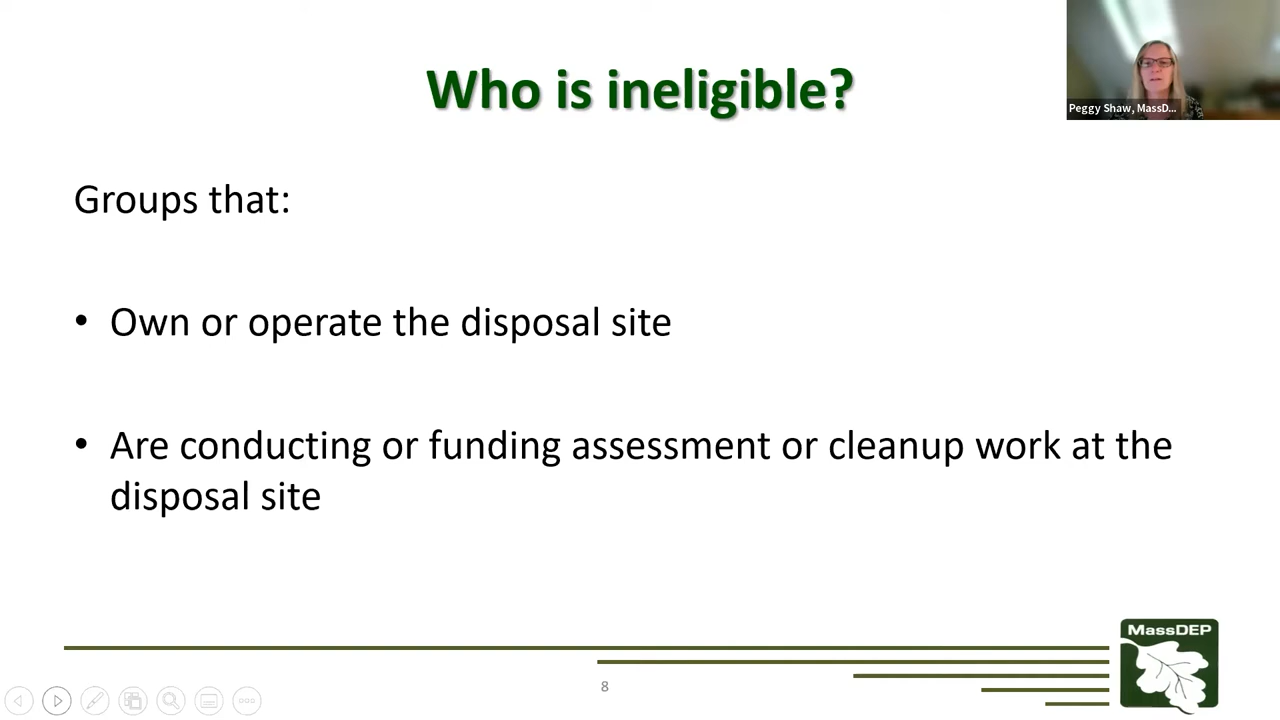 Who is ineligible?
Peggy Shaw, MassD...
Groups that:
• Own or operate the disposal site
• Are conducting or funding assessment or cleanup work at the
disposal site
MassDEP
8